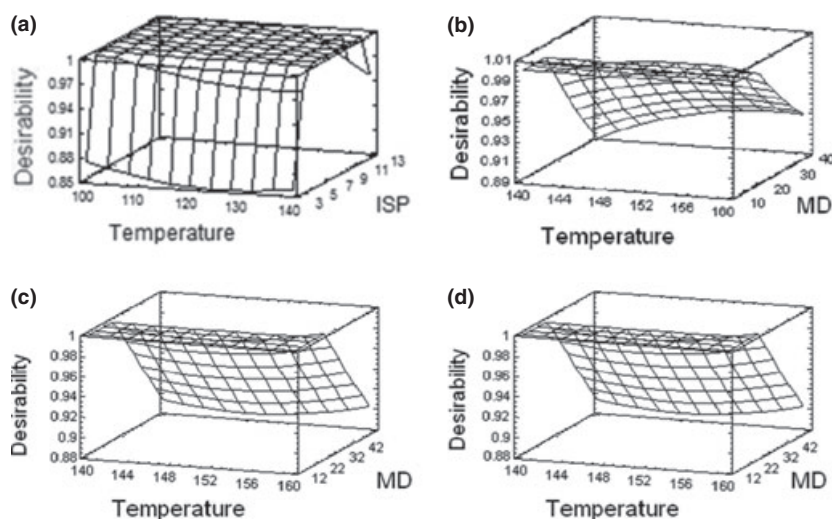 (a)
Desirability
1
0.97
0.94
0.91
0.88
0.85
100
110
120
130
140
3 5 7 9 11 13
ISP
Temperature
(b)
Desirability
1.01
0.99
0.97
0.95
0.93
0.91
0.89
140
144
148
152
156
160
10
20
30
40
MD
Temperature
(c)
Desirability
1
0.98
0.96
0.94
0.92
0.9
0.88
140
144
148
152
156
160
12 22 32 42
MD
Temperature
(d)
Desirability
1
0.98
0.96
0.94
0.92
0.9
0.88
140
144
148
152
156
160
12 22 32 42
MD
Temperature